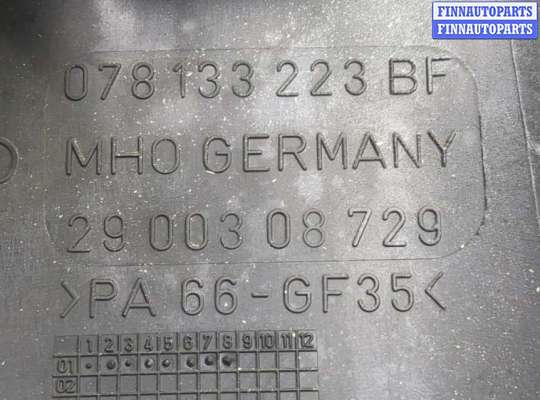 FINNAUTOPARTS
FINNAUTOPARTS
078 133 223 BF
MHO GERMANY
29 003 08 729
>PA 66-GF35<
1 2 3 4 5 6 7 8 9 10 11 12
01
02